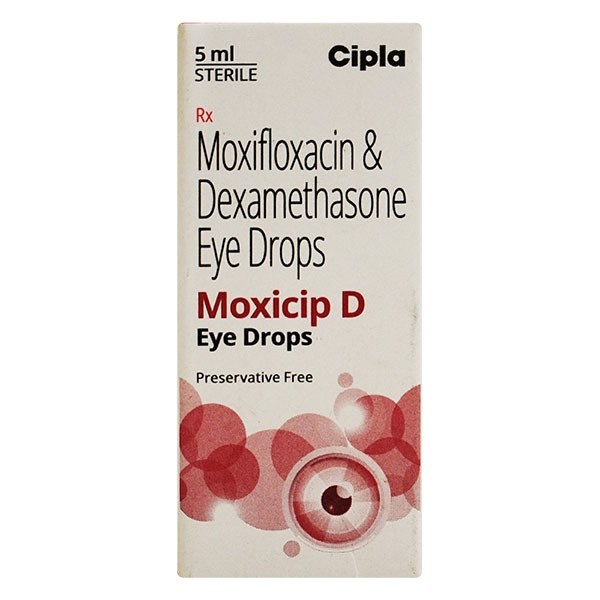 5 ml
STERILE
Cipla
Rx
Moxifloxacin &
Dexamethasone
Eye Drops
Moxicip D
Eye Drops
Preservative Free